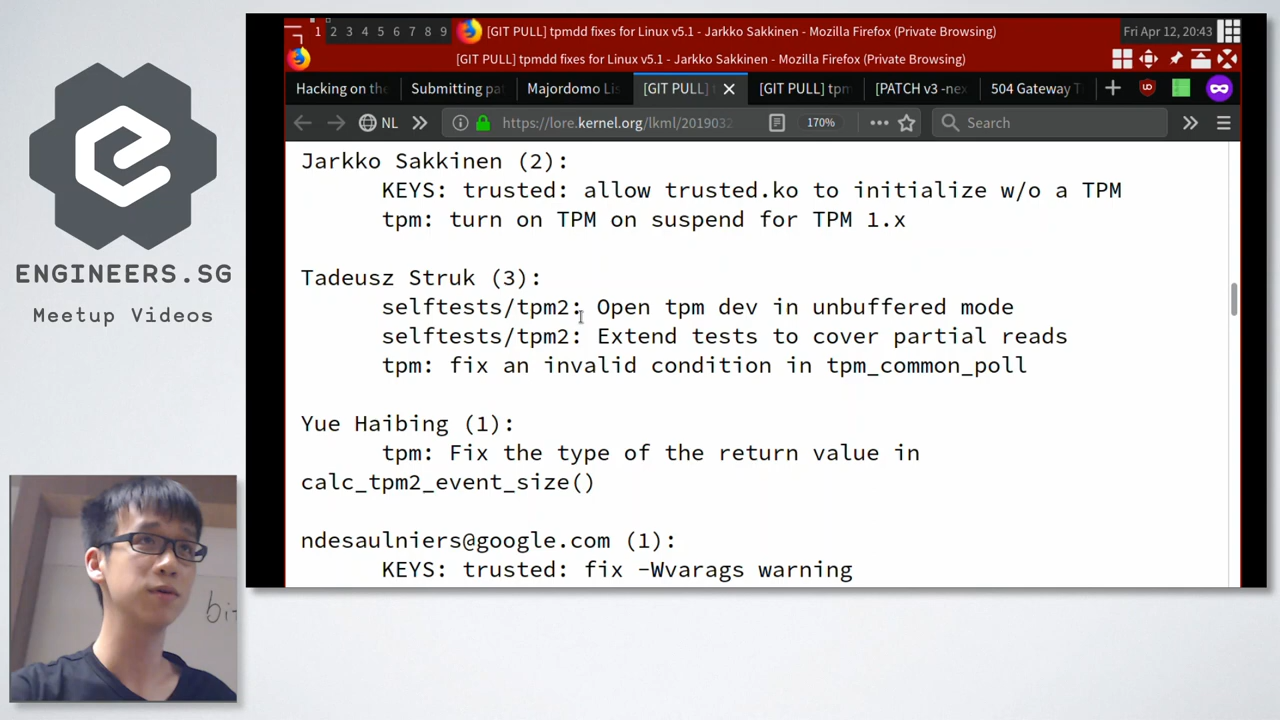 1 2 3 4 5 6 7 8 9 [GIT PULL] tpmdd fixes for Linux v5.1 - Jarkko Sakkinen - Mozilla Firefox (Private Browsing) Fri Apr 12, 20:43
[GIT PULL] tpmdd fixes for Linux v5.1 - Jarkko Sakkinen - Mozilla Firefox (Private Browsing)
Hacking on the Submitting pat Majordomo Lis [GIT PULL] t [GIT PULL] tpm [PATCH v3 -nex 504 Gateway T
NL https://lore.kernel.org/lkml/2019032 170% Search
Jarkko Sakkinen (2):
KEYS: trusted: allow trusted.ko to initialize w/o a TPM
tpm: turn on TPM on suspend for TPM 1.x
Tadeusz Struk (3):
selftests/tpm2: Open tpm dev in unbuffered mode
selftests/tpm2: Extend tests to cover partial reads
tpm: fix an invalid condition in tpm_common_poll
Yue Haibing (1):
tpm: Fix the type of the return value in
calc_tpm2_event_size()
ndesaulniers@google.com (1):
KEYS: trusted: fix -Wvarags warning
ENGINEERS.SG
Meetup Videos
bi